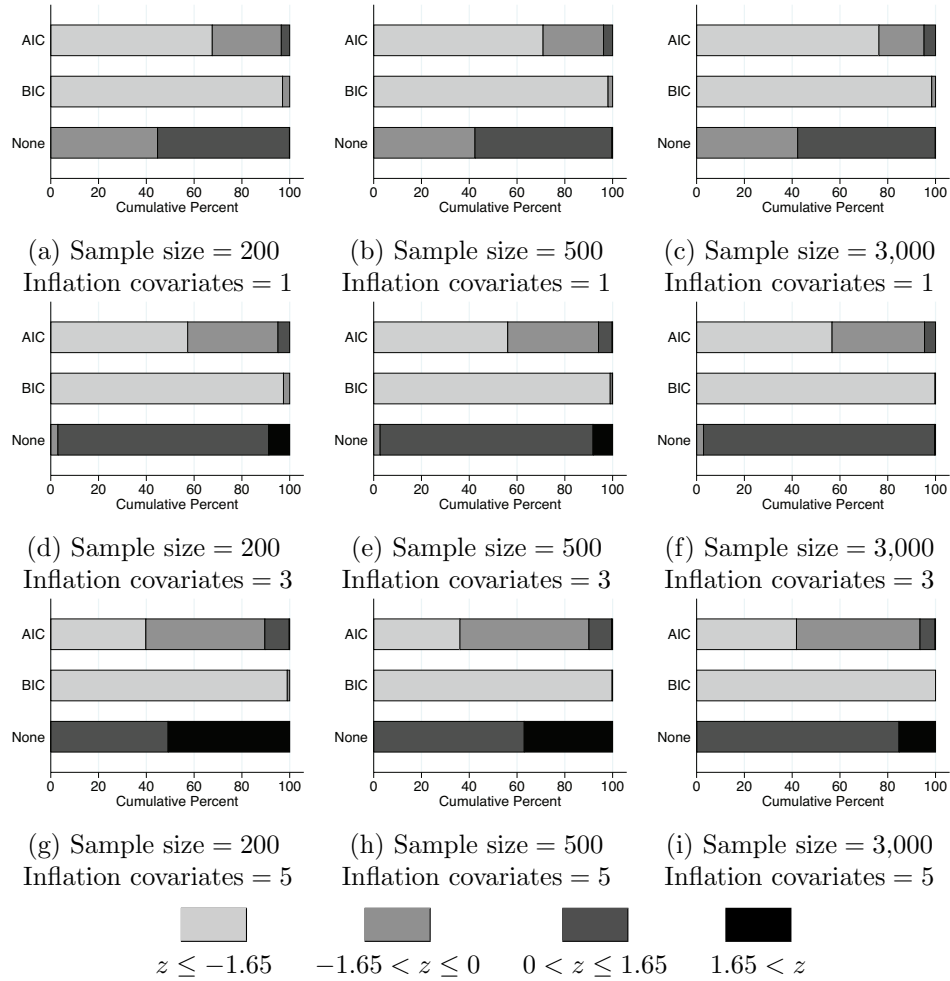 AIC
BIC
None
0 20 40 60 80 100
Cumulative Percent
(a) Sample size = 200
Inflation covariates = 1
AIC
BIC
None
0 20 40 60 80 100
Cumulative Percent
(b) Sample size = 500
Inflation covariates = 1
AIC
BIC
None
0 20 40 60 80 100
Cumulative Percent
(c) Sample size = 3,000
Inflation covariates = 1
AIC
BIC
None
0 20 40 60 80 100
Cumulative Percent
(d) Sample size = 200
Inflation covariates = 3
AIC
BIC
None
0 20 40 60 80 100
Cumulative Percent
(e) Sample size = 500
Inflation covariates = 3
AIC
BIC
None
0 20 40 60 80 100
Cumulative Percent
(f) Sample size = 3,000
Inflation covariates = 3
AIC
BIC
None
0 20 40 60 80 100
Cumulative Percent
(g) Sample size = 200
Inflation covariates = 5
AIC
BIC
None
0 20 40 60 80 100
Cumulative Percent
(h) Sample size = 500
Inflation covariates = 5
AIC
BIC
None
0 20 40 60 80 100
Cumulative Percent
(i) Sample size = 3,000
Inflation covariates = 5
z ≤ −1.65 −1.65 < z ≤ 0 0 < z ≤ 1.65 1.65 < z